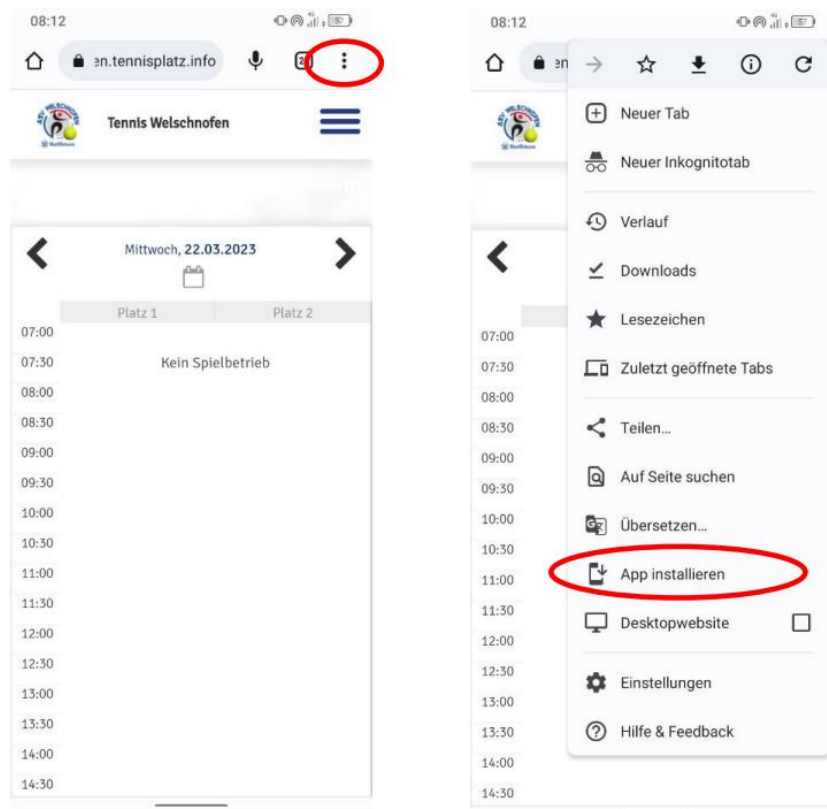 08:12
57
en.tennisplatz.info
Tennis Welschnofen
Mittwoch, 22.03.2023
Platz 1 Platz 2
07:00
07:30 Kein Spielbetrieb
08:00
08:30
09:00
09:30
10:00
10:30
11:00
11:30
12:00
12:30
13:00
13:30
14:00
14:30
08:12
57
en
Neuer Tab
Neuer Inkognitotab
Verlauf
Downloads
Lesezeichen
Zuletzt geöffnete Tabs
Teilen...
Auf Seite suchen
Übersetzen...
App installieren
Desktopwebsite
Einstellungen
Hilfe & Feedback
07:00
07:30
08:00
08:30
09:00
09:30
10:00
10:30
11:00
11:30
12:00
12:30
13:00
13:30
14:00
14:30